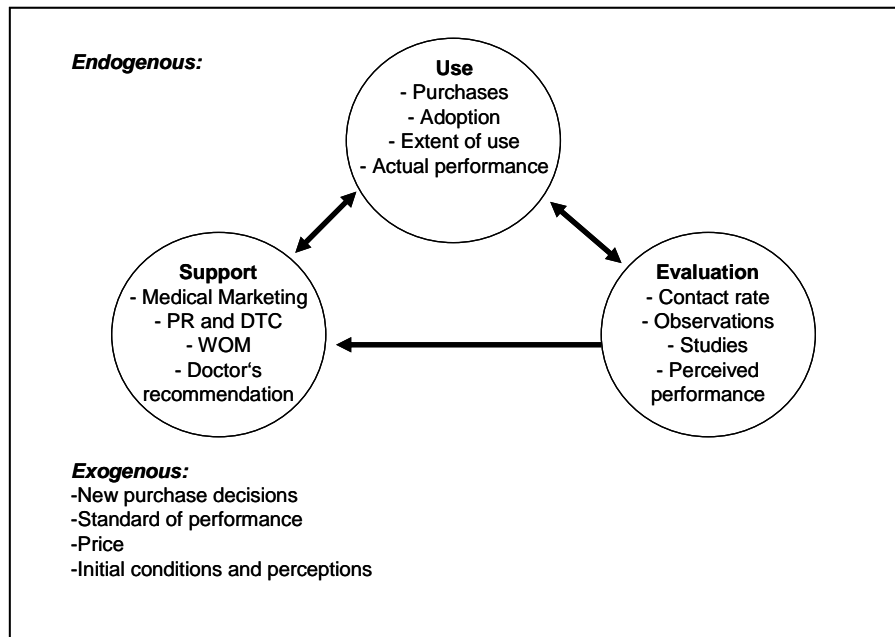 Endogenous:
Use
- Purchases
- Adoption
- Extent of use
- Actual performance
Support
- Medical Marketing
- PR and DTC
- WOM
- Doctor‘s
recommendation
Evaluation
- Contact rate
- Observations
- Studies
- Perceived
performance
Exogenous:
-New purchase decisions
-Standard of performance
-Price
-Initial conditions and perceptions